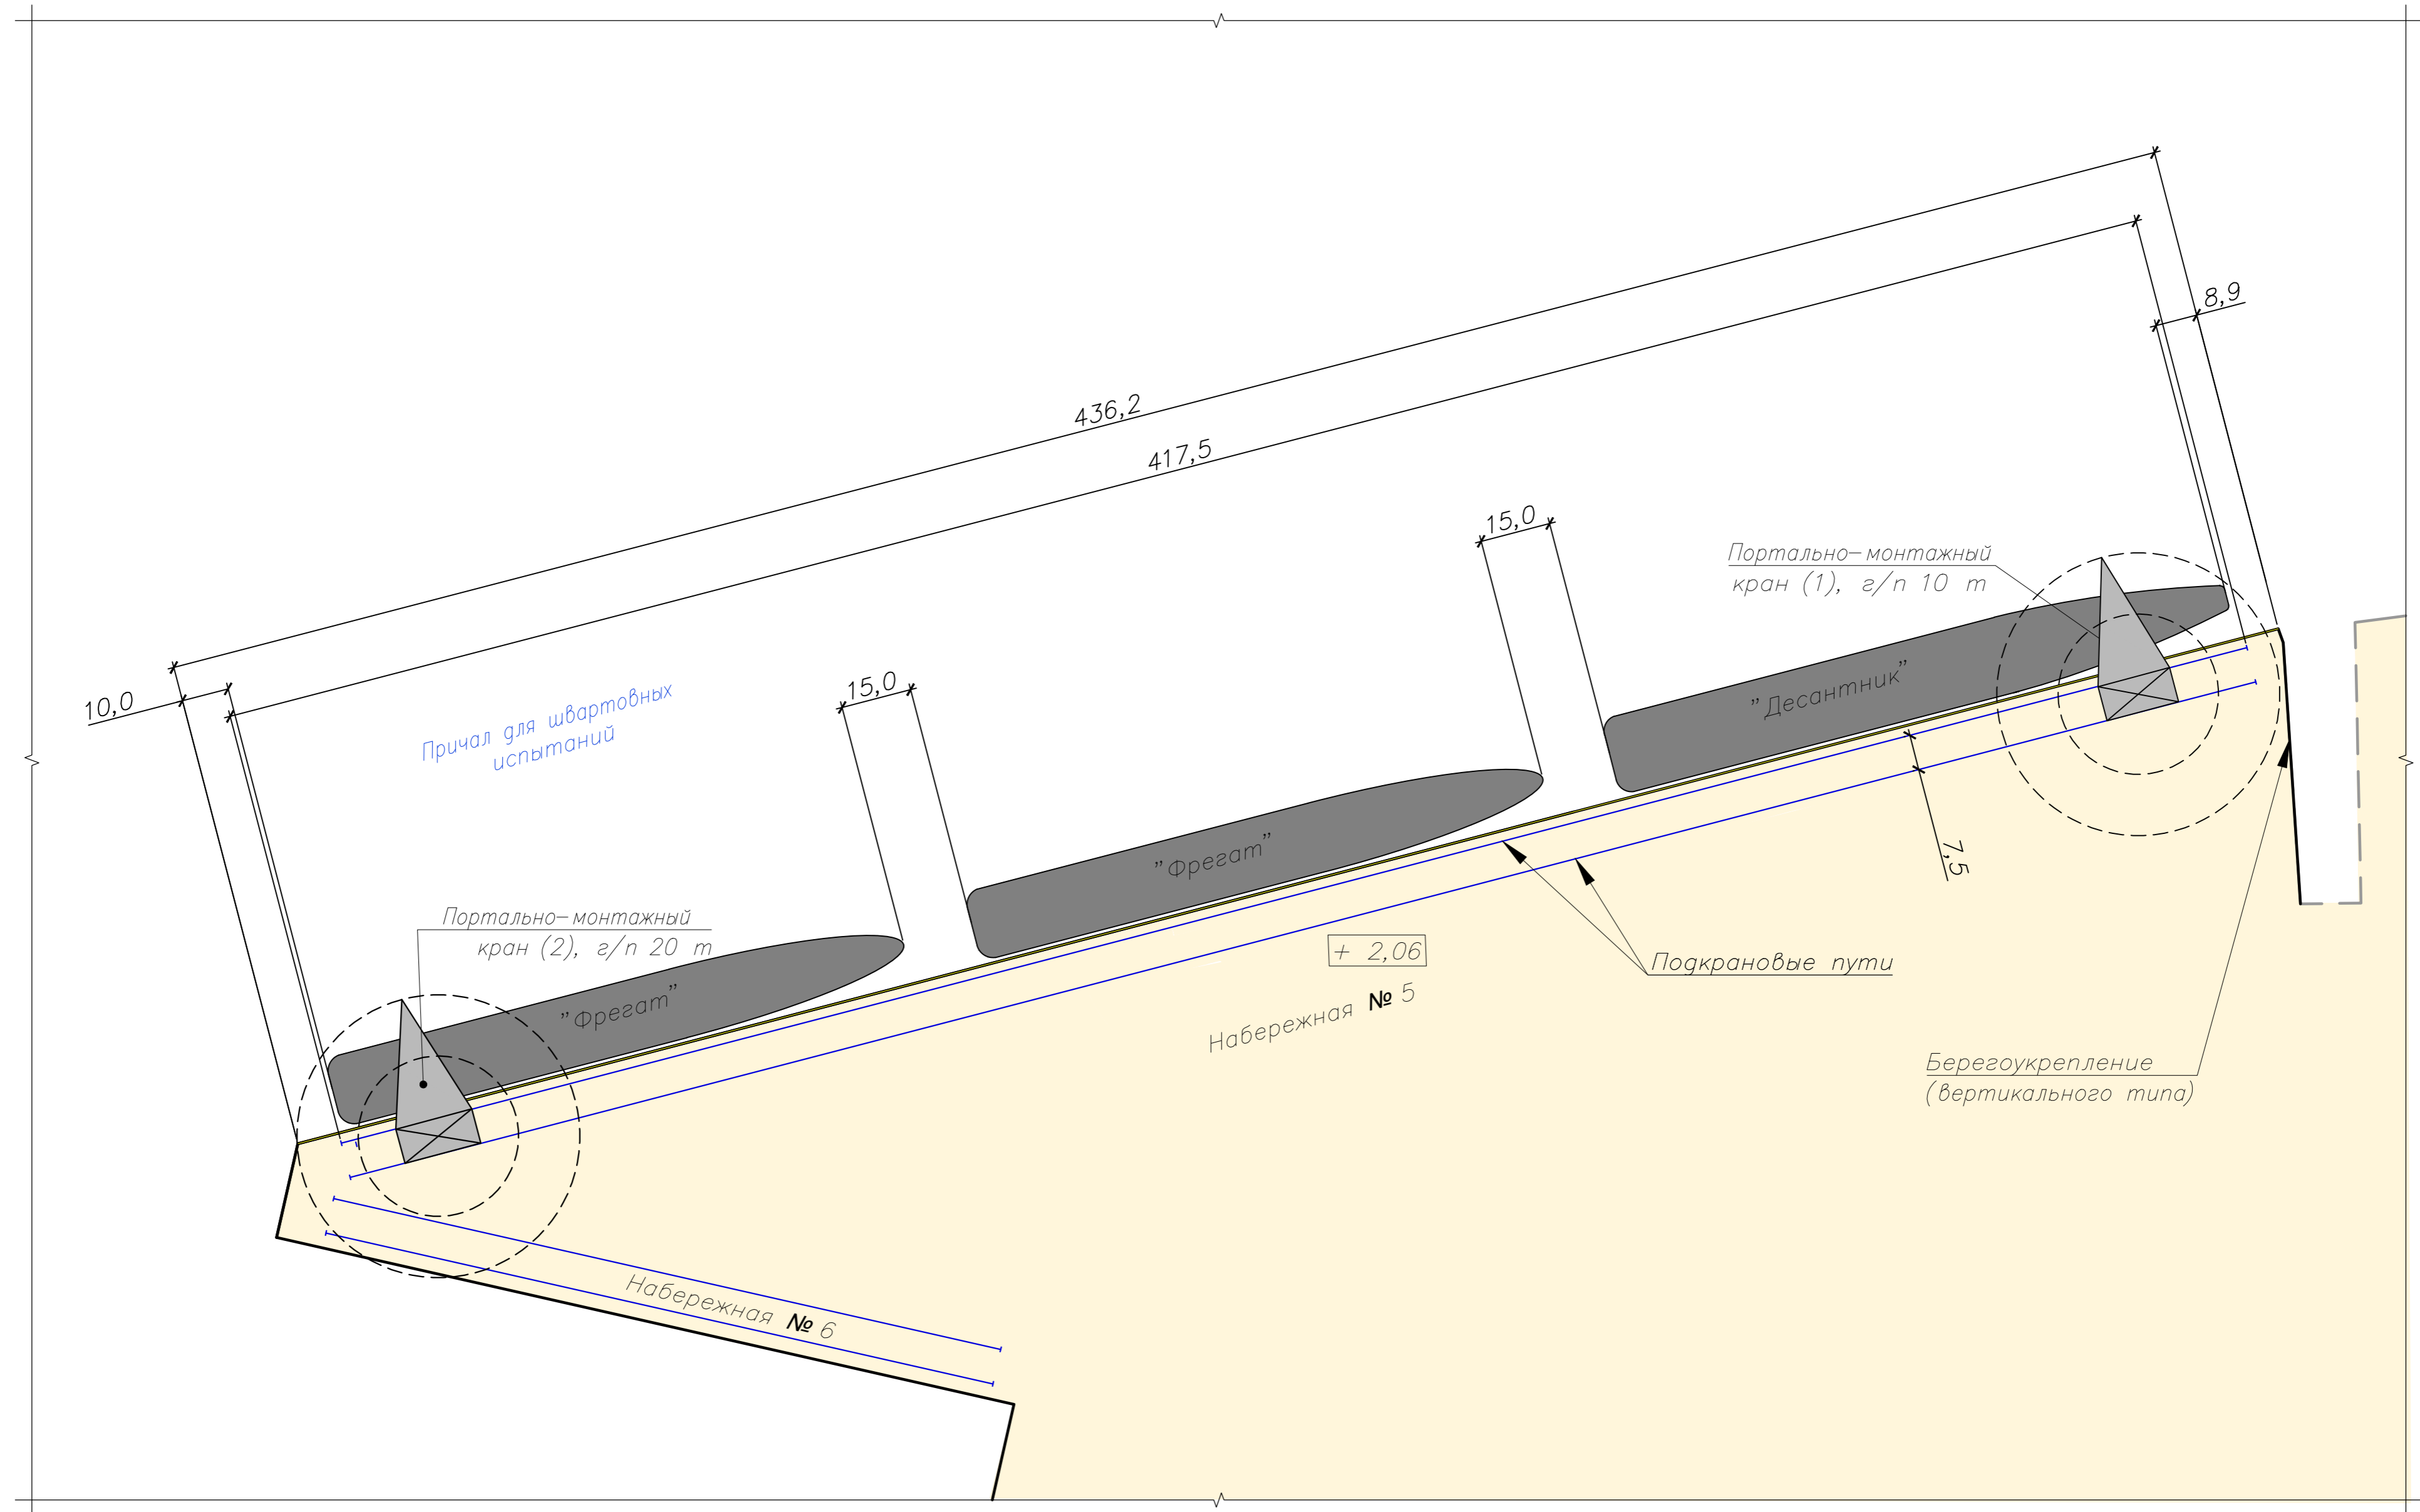 436,2
417,5
8,9
15,0
Портально-монтажный
кран (1), г/п 10 т
10,0
15,0
Причал для швартовных
испытаний
"Десантник"
"Фрегат"
7,5
Портально-монтажный
кран (2), г/п 20 т
+ 2,06
Подкрановые пути
"Фрегат"
Набережная № 5
Берегоукрепление
(вертикального типа)
Набережная № 6